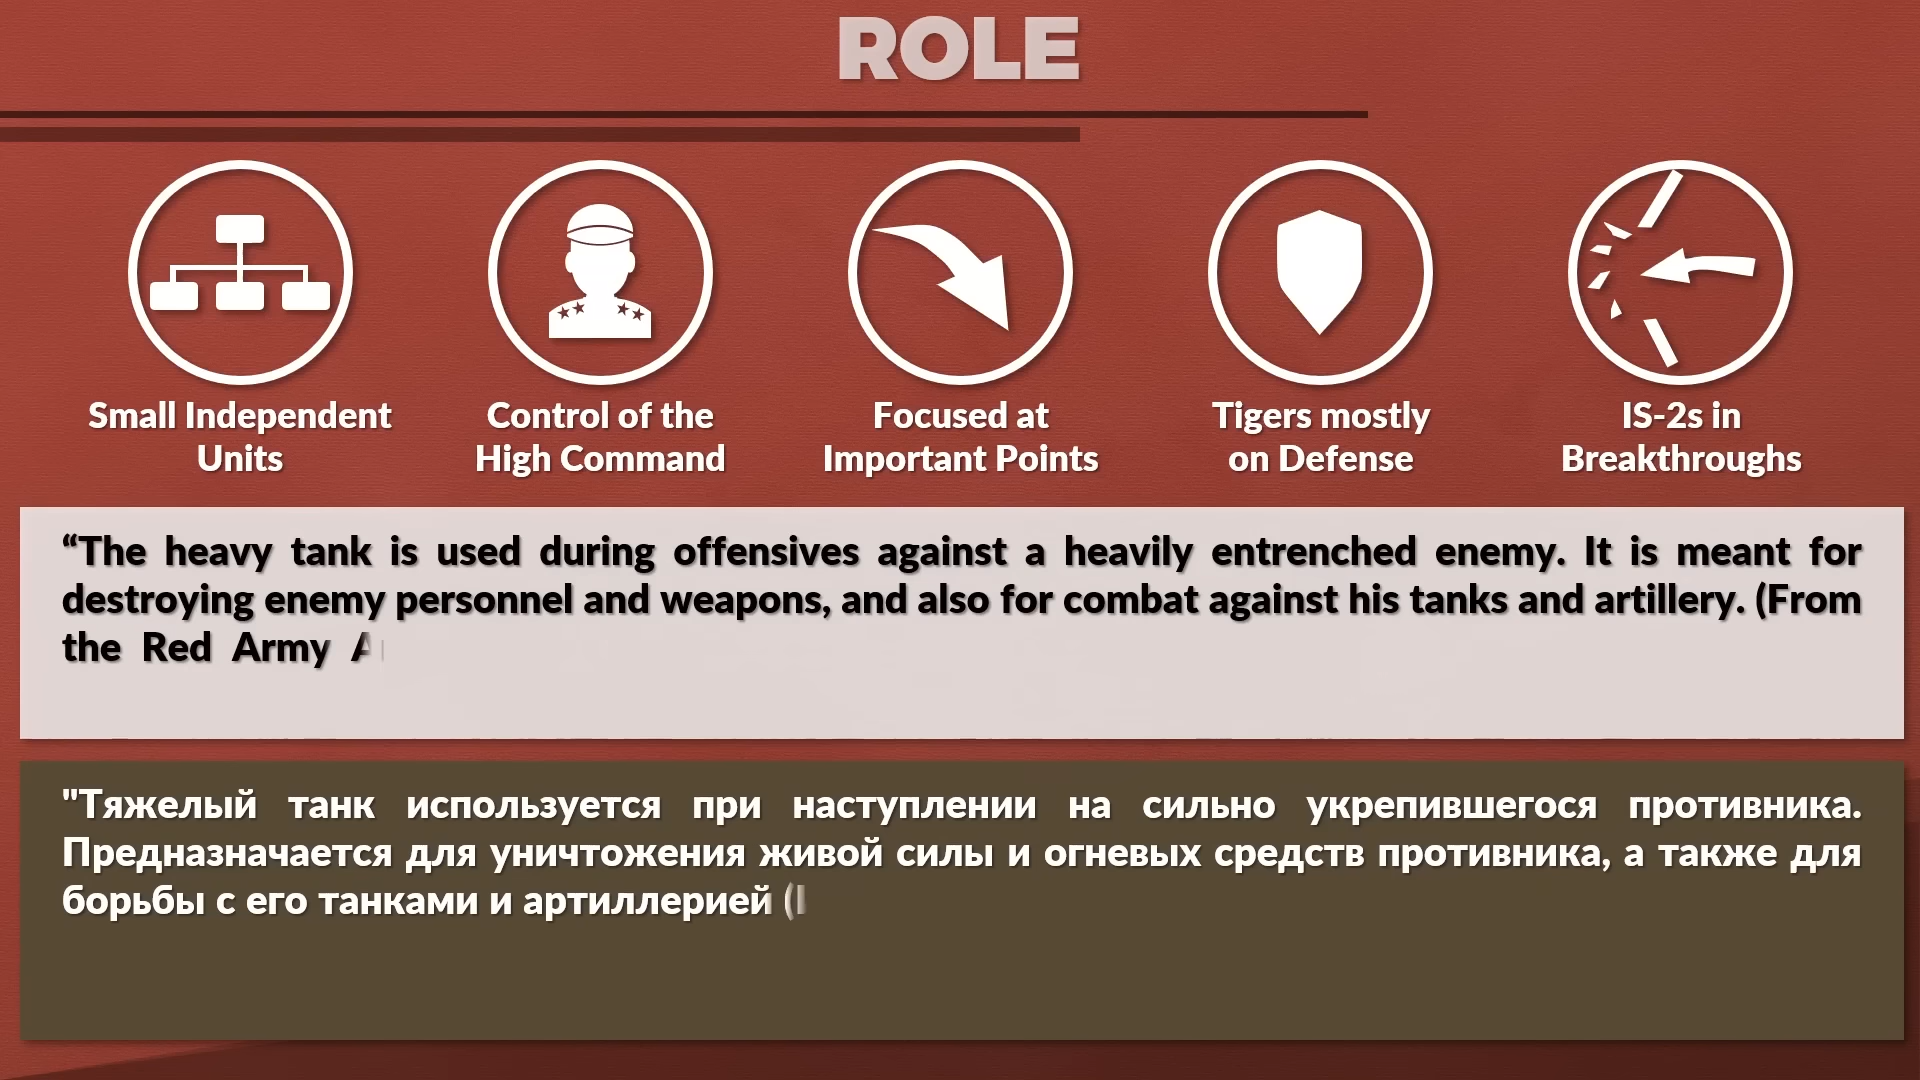 ROLE
Small Independent
Units
Control of the
High Command
Focused at
Important Points
Tigers mostly
on Defense
IS-2s in
Breakthroughs
“The heavy tank is used during offensives against a heavily entrenched enemy. It is meant for
destroying enemy personnel and weapons, and also for combat against his tanks and artillery. (From
the Red Army
"Тяжелый танк используется при наступлении на сильно укрепившегося противника.
Предназначается для уничтожения живой силы и огневых средств противника, а также для
борьбы с его танками и артиллерией (